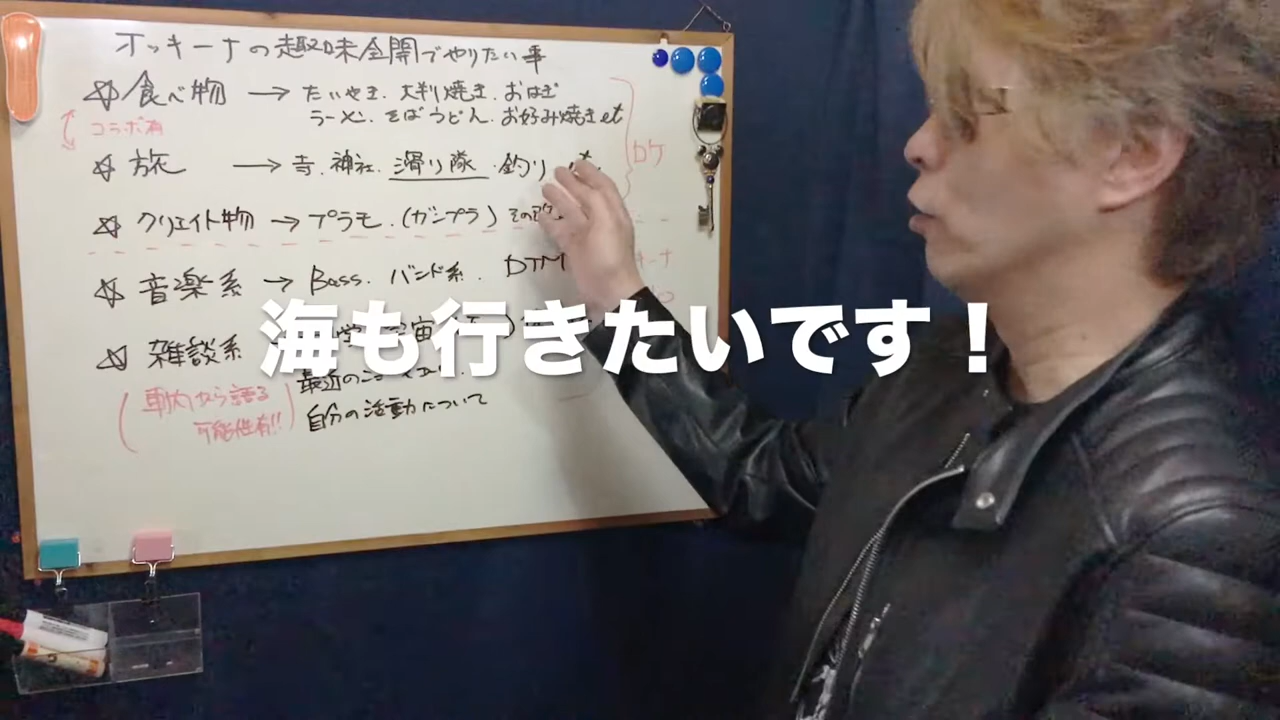 オッキーナの趣味全開でやりたい事
☆食べ物 → たいやき．大判焼き．おはぎ
ラーメン．そばうどん．お好み焼きet
コラボ有
☆旅 → 寺．神社．滑り隊．釣り
ロケ
☆クリエイト物 → プラモ．(ガンプラ)
☆音楽系 → Bass．バンド系．DTM
☆雑談系
海も行きたいです！
最近の
(車内から語る
可能性有!!)
自分の活動について